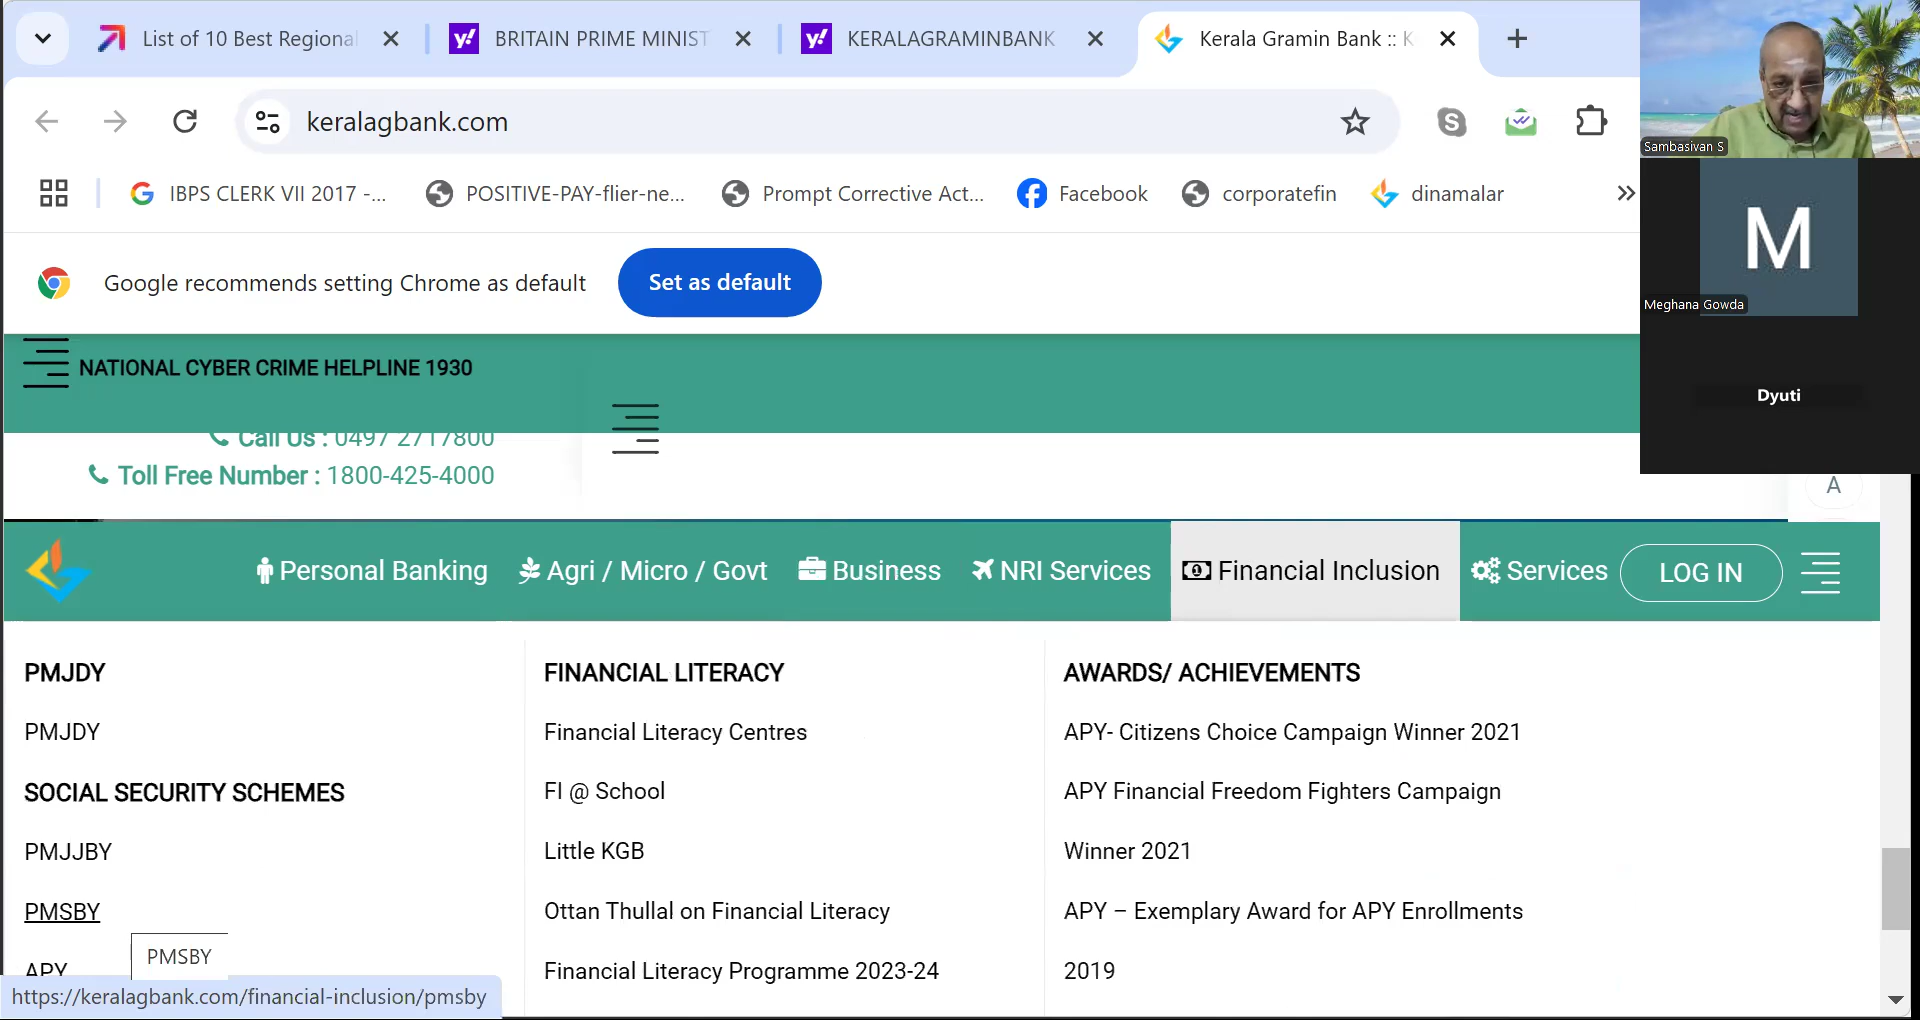 List of 10 Best Regional
BRITAIN PRIME MINIST
KERALAGRAMINBANK
Kerala Gramin Bank :: K
keralagbank.com
IBPS CLERK VII 2017 -...
POSITIVE-PAY-flier-ne...
Prompt Corrective Act...
Facebook
corporatefin
dinamalar
Google recommends setting Chrome as default
Set as default
Sambasivan S
M
Meghana Gowda
Dyuti
NATIONAL CYBER CRIME HELPLINE 1930
Call Us : 0497 2717800
Toll Free Number : 1800-425-4000
A
Personal Banking
Agri / Micro / Govt
Business
NRI Services
Financial Inclusion
Services
LOG IN
PMJDY
PMJDY
SOCIAL SECURITY SCHEMES
PMJJBY
PMSBY
PMSBY
APY
FINANCIAL LITERACY
Financial Literacy Centres
FI @ School
Little KGB
Ottan Thullal on Financial Literacy
Financial Literacy Programme 2023-24
AWARDS/ ACHIEVEMENTS
APY- Citizens Choice Campaign Winner 2021
APY Financial Freedom Fighters Campaign
Winner 2021
APY – Exemplary Award for APY Enrollments
2019
https://keralagbank.com/financial-inclusion/pmsby